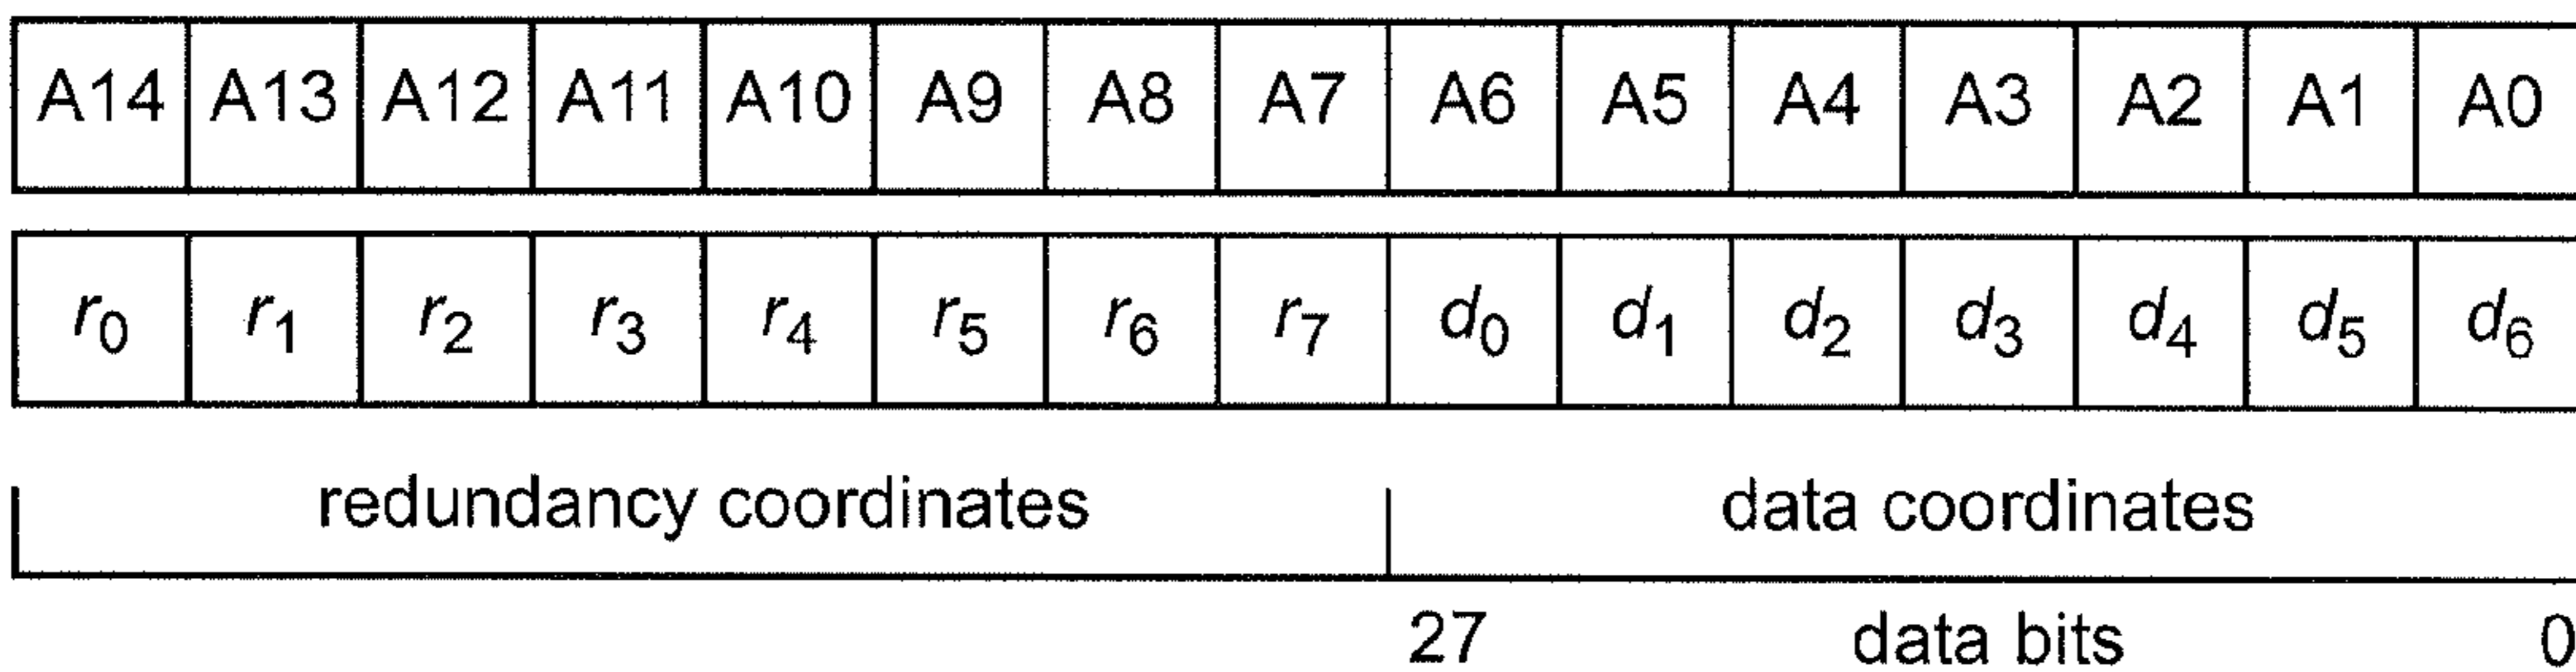 A14 A13 A12 A11 A10 A9 A8 A7 A6 A5 A4 A3 A2 A1 A0
r0 r1 r2 r3 r4 r5 r6 r7 d0 d1 d2 d3 d4 d5 d6
redundancy coordinates data coordinates
27 data bits 0